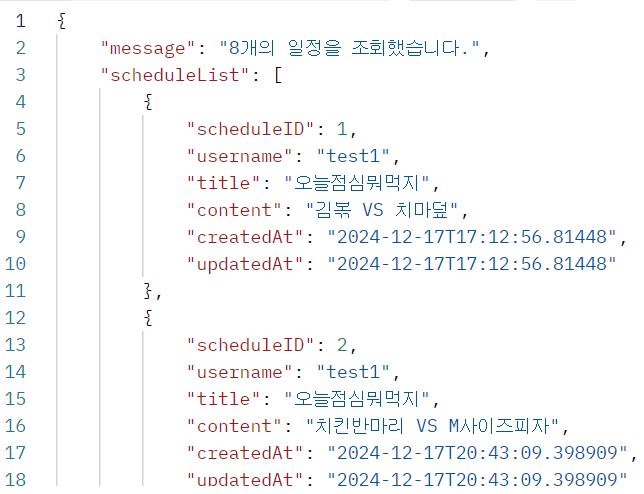 1 {
2 "message": "8개의 일정을 조회했습니다.",
3 "scheduleList": [
4 {
5 "scheduleID": 1,
6 "username": "test1",
7 "title": "오늘점심뭐먹지",
8 "content": "김볶 VS 치마덮",
9 "createdAt": "2024-12-17T17:12:56.81448",
10 "updatedAt": "2024-12-17T17:12:56.81448"
11 },
12 {
13 "scheduleID": 2,
14 "username": "test1",
15 "title": "오늘점심뭐먹지",
16 "content": "치킨반마리 VS M사이즈피자",
17 "createdAt": "2024-12-17T20:43:09.398909",
18 "updatedAt": "2024-12-17T20:43:09.398909"